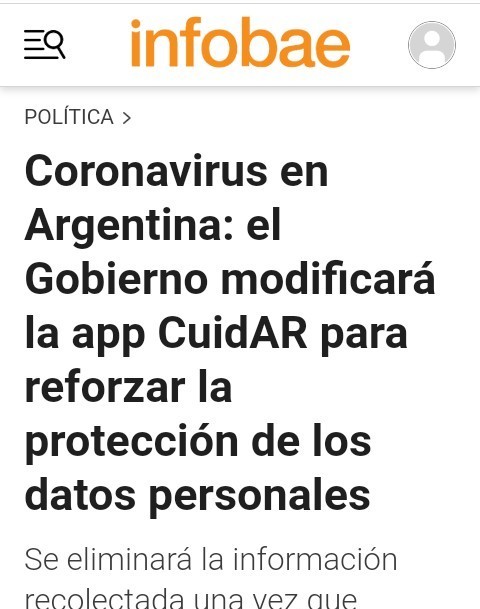 infobae
POLÍTICA >
Coronavirus en
Argentina: el
Gobierno modificará
la app CuidAR para
reforzar la
protección de los
datos personales
Se eliminará la información
recolectada una vez que